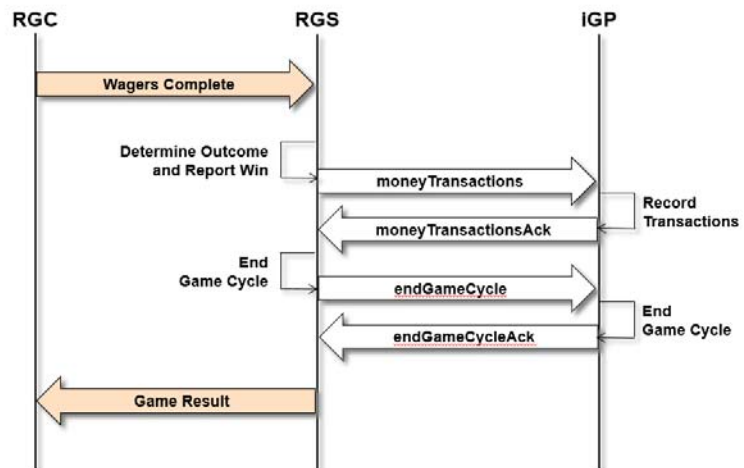 RGC
RGS
iGP
Wagers Complete
Determine Outcome
and Report Win
moneyTransactions
Record
Transactions
moneyTransactionsAck
End
Game Cycle
endGameCycle
End
Game Cycle
endGameCycleAck
Game Result